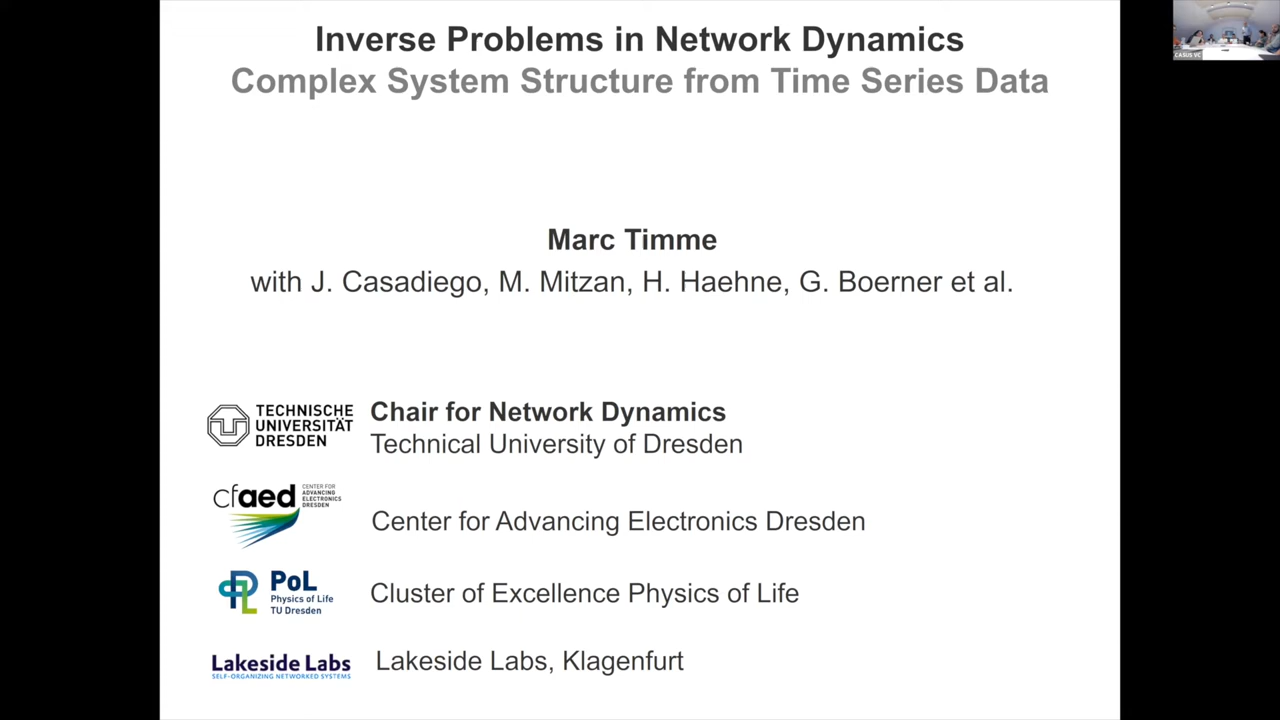 Inverse Problems in Network Dynamics
Complex System Structure from Time Series Data
CASUS VC
Marc Timme
with J. Casadiego, M. Mitzan, H. Haehne, G. Boerner et al.
TECHNISCHE
UNIVERSITÄT
DRESDEN
Chair for Network Dynamics
Technical University of Dresden
cfaed
CENTER FOR
ADVANCING
ELECTRONICS
DRESDEN
Center for Advancing Electronics Dresden
PoL
Physics of Life
TU Dresden
Cluster of Excellence Physics of Life
Lakeside Labs
SELF-ORGANIZING NETWORKED SYSTEMS
Lakeside Labs, Klagenfurt